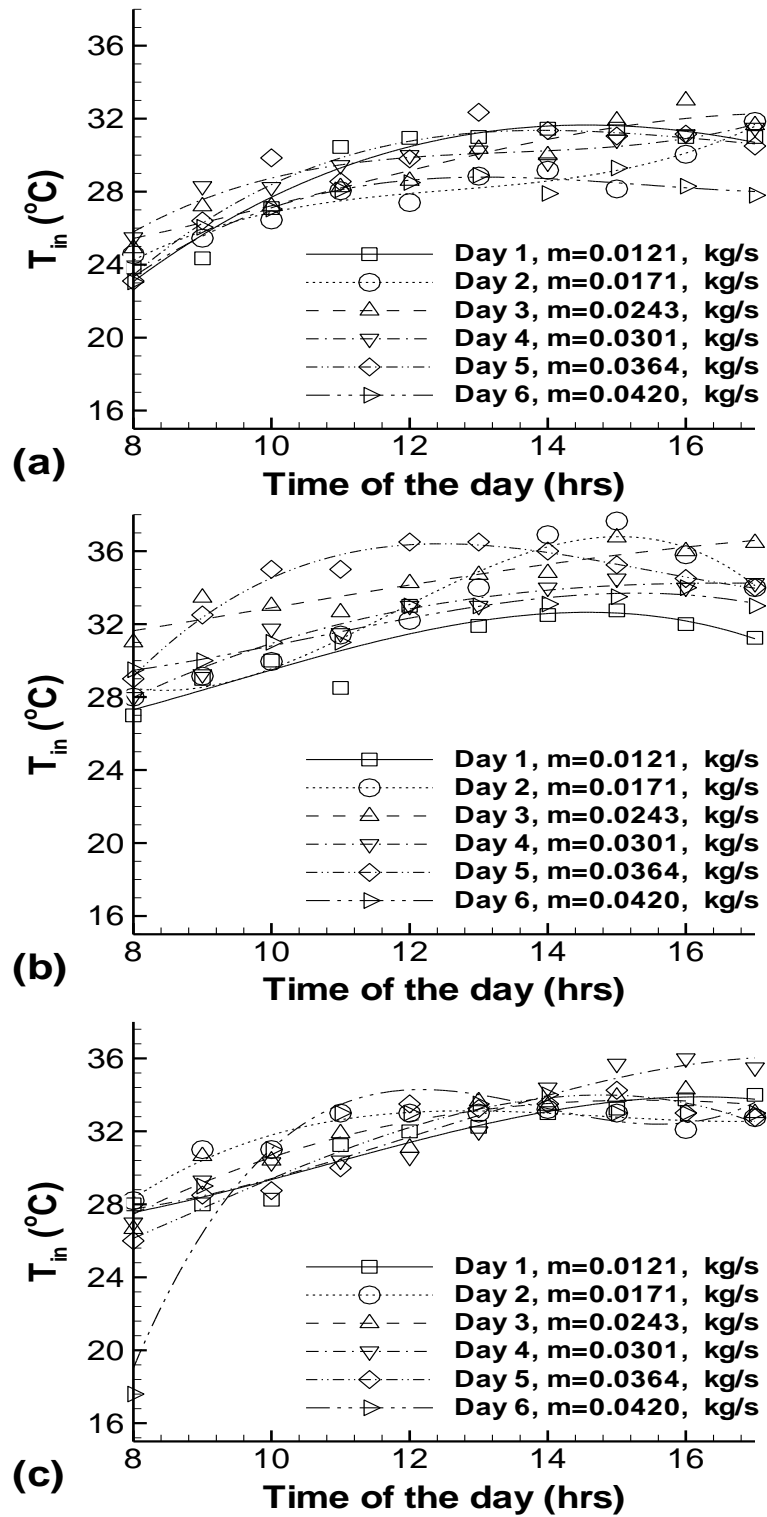 36
32
28
24
20
16
T_in (°C)
Day 1, m=0.0121, kg/s
Day 2, m=0.0171, kg/s
Day 3, m=0.0243, kg/s
Day 4, m=0.0301, kg/s
Day 5, m=0.0364, kg/s
Day 6, m=0.0420, kg/s
8 10 12 14 16
(a)
Time of the day (hrs)
36
32
28
24
20
16
T_in (°C)
Day 1, m=0.0121, kg/s
Day 2, m=0.0171, kg/s
Day 3, m=0.0243, kg/s
Day 4, m=0.0301, kg/s
Day 5, m=0.0364, kg/s
Day 6, m=0.0420, kg/s
8 10 12 14 16
(b)
Time of the day (hrs)
36
32
28
24
20
16
T_in (°C)
Day 1, m=0.0121, kg/s
Day 2, m=0.0171, kg/s
Day 3, m=0.0243, kg/s
Day 4, m=0.0301, kg/s
Day 5, m=0.0364, kg/s
Day 6, m=0.0420, kg/s
8 10 12 14 16
(c)
Time of the day (hrs)